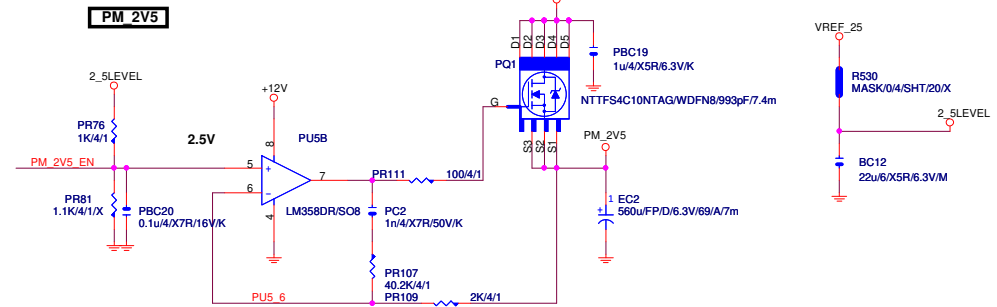 PM_2V5
2_5LEVEL
PR76
1K/4/1
PM_2V5_EN
PR81
1.1K/4/1/X
PBC20
0.1u/4/X7R/16V/K
2.5V
+12V
PU5B
8
5
+
6
-
7
4
LM358DR/SO8
PU5_6
PR111
100/4/1
PC2
1n/4/X7R/50V/K
PR107
40.2K/4/1
PR109
2K/4/1
D1
D2
D3
D4
D5
PQ1
G
NTTFS4C10NTAG/WDFN8/993pF/7.4m
S3
S2
S1
PBC19
1u/4/X5R/6.3V/K
PM_2V5
1
+
EC2
560u/FP/D/6.3V/69/A/7m
VREF_25
R530
MASK/0/4/SHT/20/X
2_5LEVEL
BC12
22u/6/X5R/6.3V/M